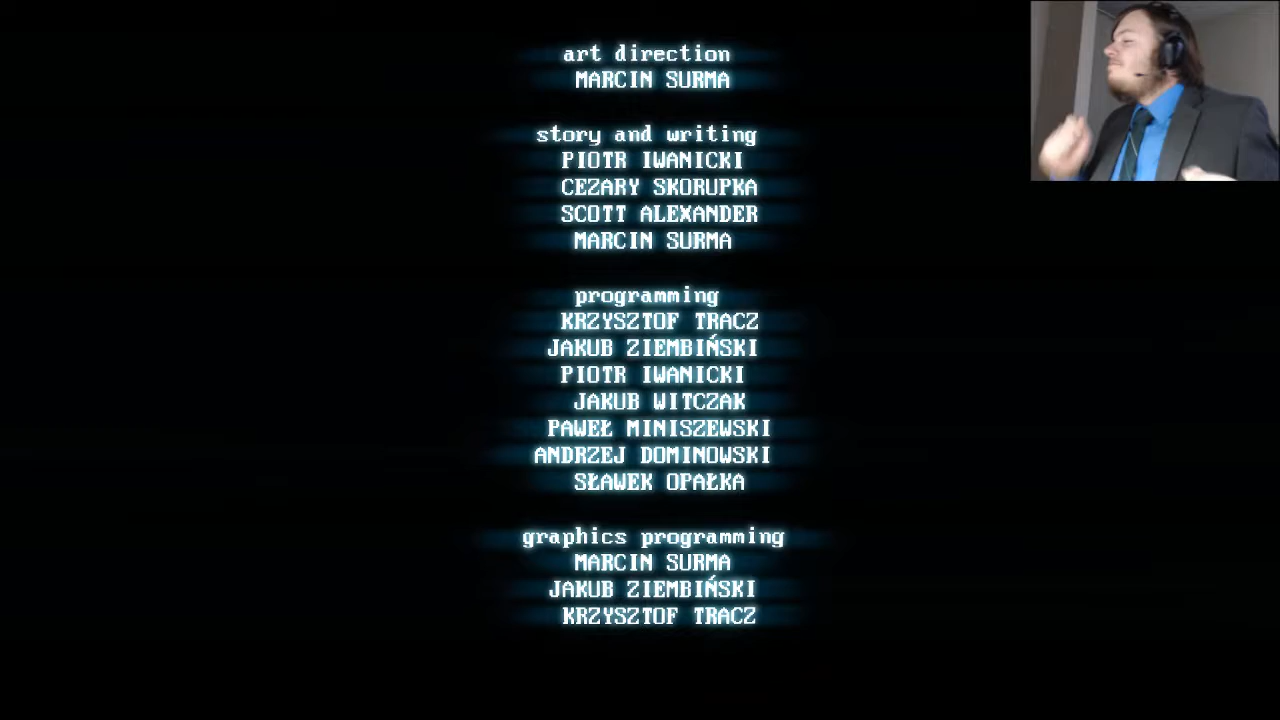 art direction
MARCIN SURMA
story and writing
PIOTR IWANICKI
CEZARY SKORUPKA
SCOTT ALEXANDER
MARCIN SURMA
programming
KRZYSZTOF TRACZ
JAKUB ZIEMBIŃSKI
PIOTR IWANICKI
JAKUB WITCZAK
PAWEŁ MINISZEWSKI
ANDRZEJ DOMINOWSKI
SŁAWEK OPAŁKA
graphics programming
MARCIN SURMA
JAKUB ZIEMBIŃSKI
KRZYSZTOF TRACZ